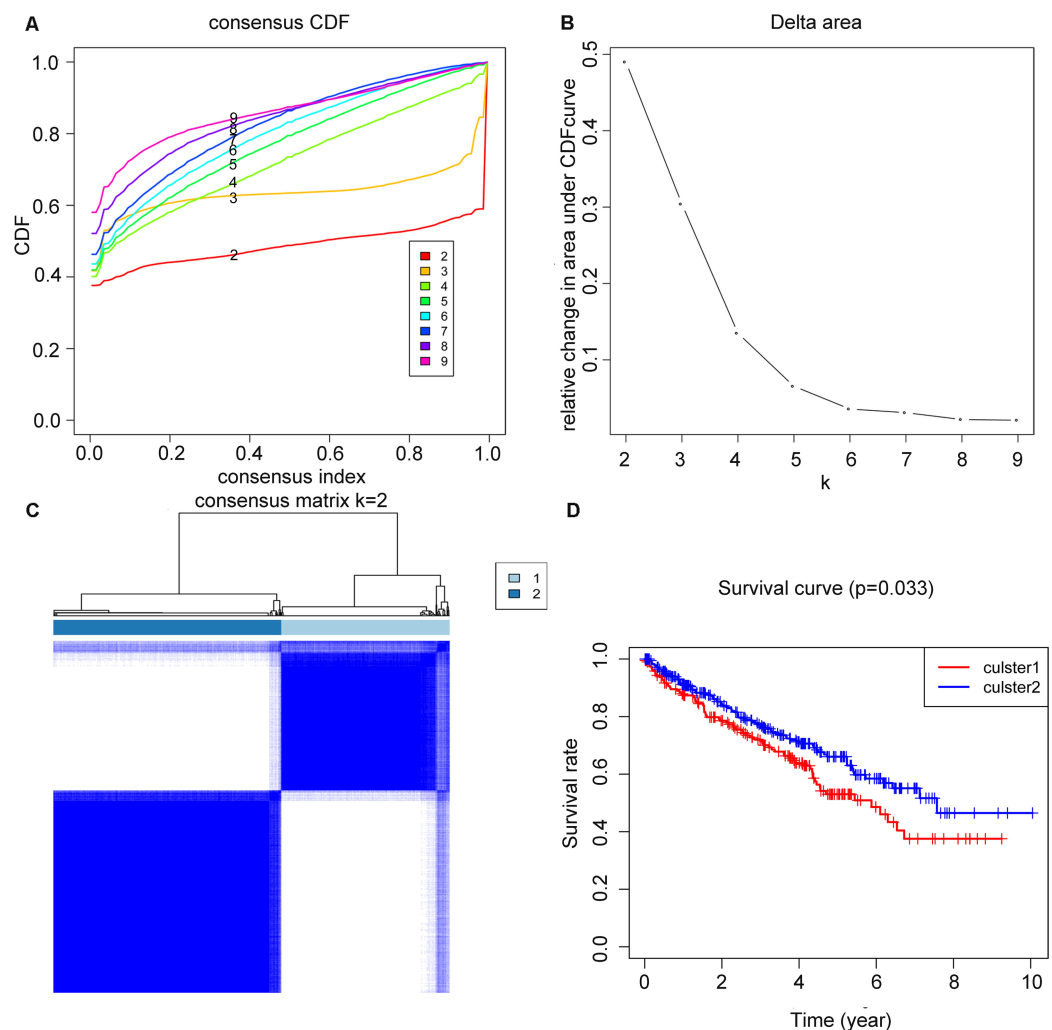 A
consensus CDF
CDF
1.0
0.8
0.6
0.4
0.2
0.0
9
8
7
6
5
4
3
2
2
3
4
5
6
7
8
9
0.0 0.2 0.4 0.6 0.8 1.0
consensus index
B
Delta area
relative change in area under CDFcurve
0.5
0.4
0.3
0.2
0.1
2 3 4 5 6 7 8 9
k
C
consensus matrix k=2
1
2
D
Survival curve (p=0.033)
Survival rate
1.0
0.8
0.6
0.4
0.2
0.0
culster1
culster2
0 2 4 6 8 10
Time (year)